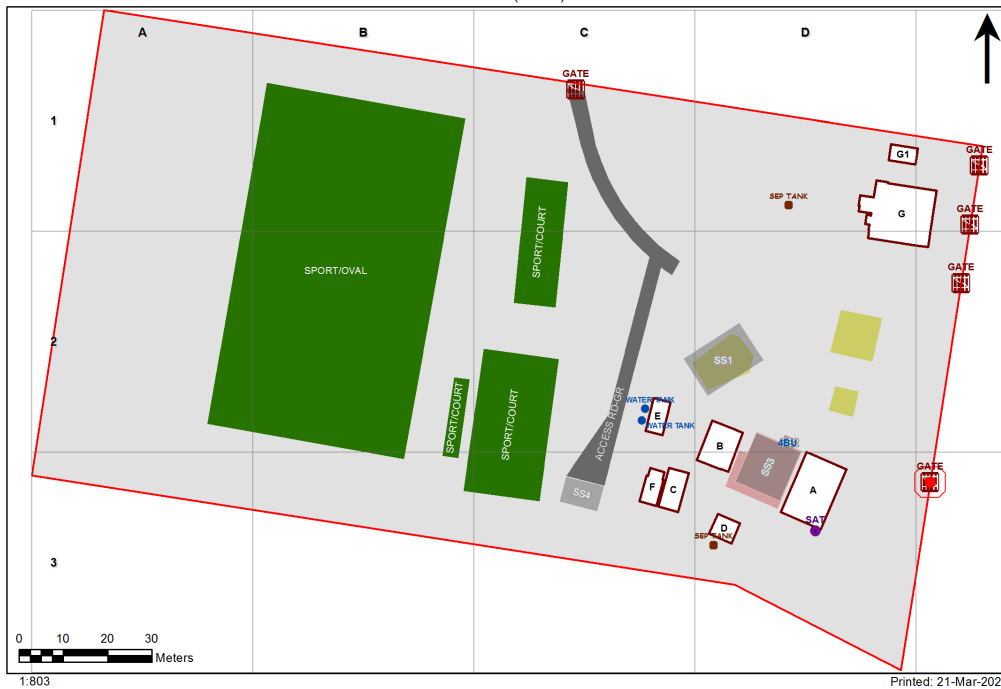 A B C D
GATE
1
G1
GATE
SEP TANK
G
GATE
SPORT/COURT
SPORT/OVAL
GATE
2
SS1
ACCESS RD-GR
WATER TANK
E
WATER TANK
SPORT/COURT
SPORT/COURT
B
4BU
SS3
GATE
F
C
A
SS4
SAT
D
SEP TANK
3
0 10 20 30
Meters
1:803
Printed: 21-Mar-202